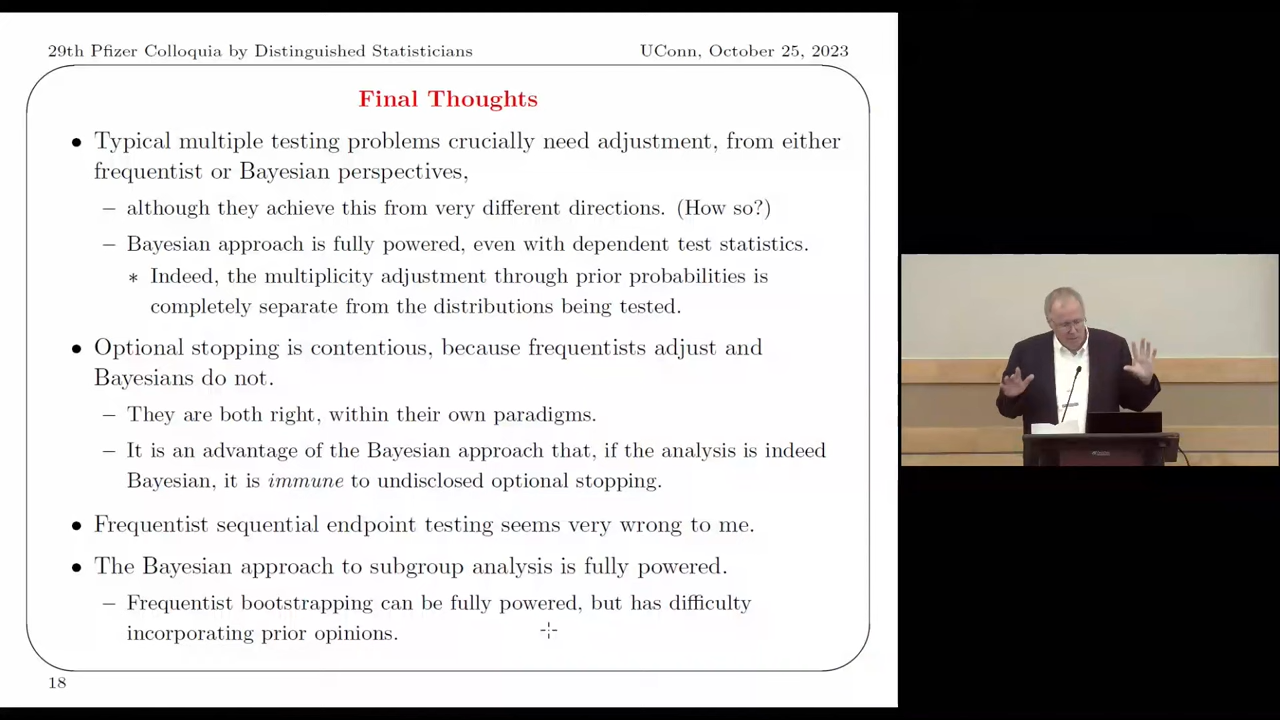 29th Pfizer Colloquia by Distinguished Statisticians UConn, October 25, 2023
Final Thoughts
• Typical multiple testing problems crucially need adjustment, from either
frequentist or Bayesian perspectives,
– although they achieve this from very different directions. (How so?)
– Bayesian approach is fully powered, even with dependent test statistics.
∗ Indeed, the multiplicity adjustment through prior probabilities is
completely separate from the distributions being tested.
• Optional stopping is contentious, because frequentists adjust and
Bayesians do not.
– They are both right, within their own paradigms.
– It is an advantage of the Bayesian approach that, if the analysis is indeed
Bayesian, it is immune to undisclosed optional stopping.
• Frequentist sequential endpoint testing seems very wrong to me.
• The Bayesian approach to subgroup analysis is fully powered.
– Frequentist bootstrapping can be fully powered, but has difficulty
incorporating prior opinions.
18